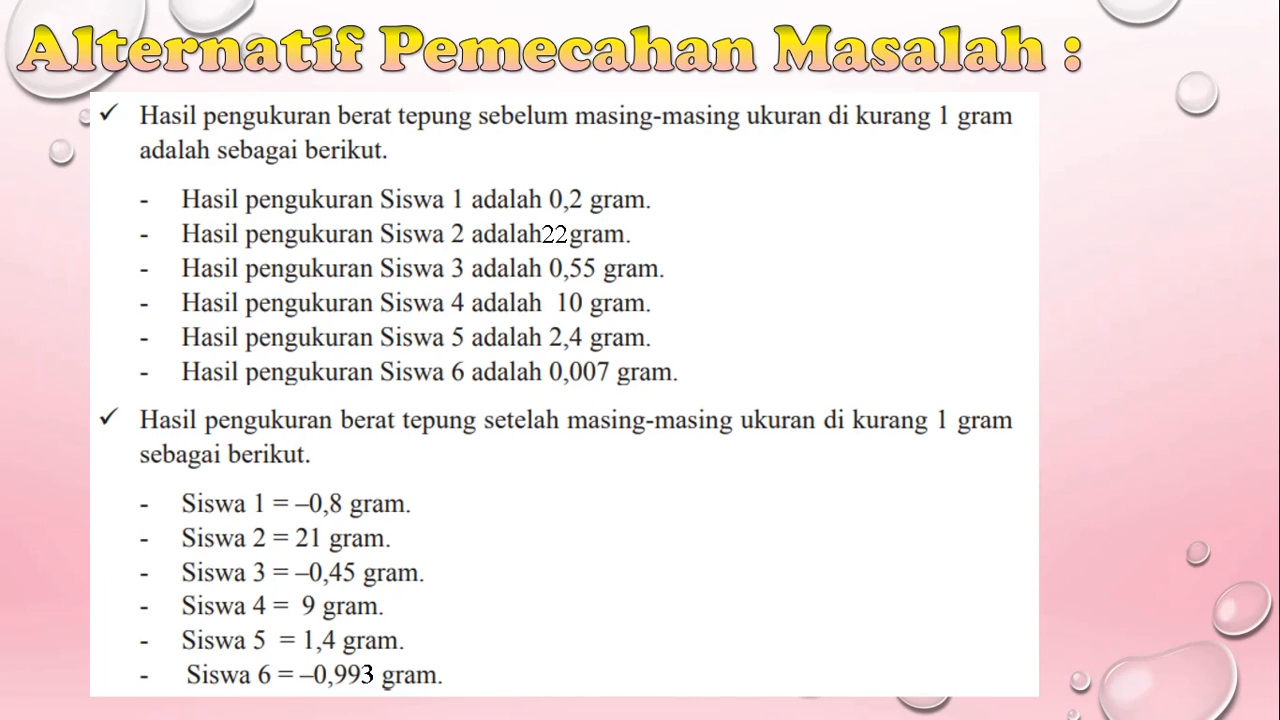 Alternatif Pemecahan Masalah :
✓ Hasil pengukuran berat tepung sebelum masing-masing ukuran di kurang 1 gram
adalah sebagai berikut.
- Hasil pengukuran Siswa 1 adalah 0,2 gram.
- Hasil pengukuran Siswa 2 adalah22gram.
- Hasil pengukuran Siswa 3 adalah 0,55 gram.
- Hasil pengukuran Siswa 4 adalah 10 gram.
- Hasil pengukuran Siswa 5 adalah 2,4 gram.
- Hasil pengukuran Siswa 6 adalah 0,007 gram.
✓ Hasil pengukuran berat tepung setelah masing-masing ukuran di kurang 1 gram
sebagai berikut.
- Siswa 1 = –0,8 gram.
- Siswa 2 = 21 gram.
- Siswa 3 = –0,45 gram.
- Siswa 4 = 9 gram.
- Siswa 5 = 1,4 gram.
- Siswa 6 = –0,993 gram.